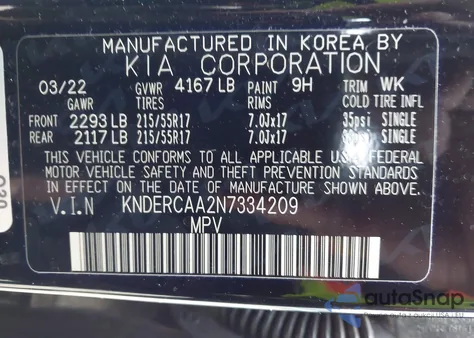 MANUFACTURED IN KOREA BY
KIA CORPORATION
03/22 GVWR 4167 LB PAINT 9H TRIM WK
TIRES RIMS COLD TIRE INFL
FRONT 2293 LB 215/55R17 7.0Jx17 35psi SINGLE
REAR 2117 LB 215/55R17 7.0Jx17 SINGLE
THIS VEHICLE CONFORMS TO ALL APPLICABLE U.S. FEDERAL
MOTOR VEHICLE SAFETY AND THEFT PREVENTION STANDARDS
IN EFFECT ON THE DATE OF MANUFACTURE SHOWN ABOVE.
V.I.N KNDERCAA2N7334209
MPV
autoSnap